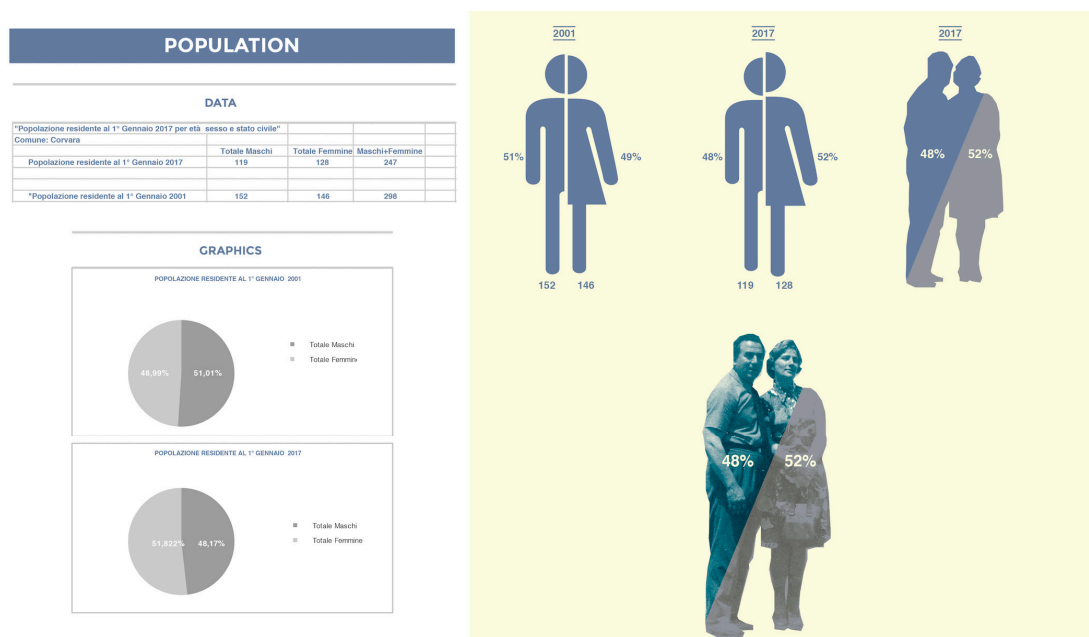 POPULATION
DATA
"Popolazione residente al 1° Gennaio 2017 per età sesso e stato civile"
Comune: Corvara
Totale Maschi Totale Femmine Maschi+Femmine
Popolazione residente al 1° Gennaio 2017 119 128 247
"Popolazione residente al 1° Gennaio 2001 152 146 298
GRAPHICS
POPOLAZIONE RESIDENTE AL 1° GENNAIO 2001
48,99% 51,01%
Totale Maschi
Totale Femmine
POPOLAZIONE RESIDENTE AL 1° GENNAIO 2017
51,822% 48,17%
Totale Maschi
Totale Femmine
2001
51% 49%
152 146
2017
48% 52%
119 128
2017
48% 52%
48% 52%